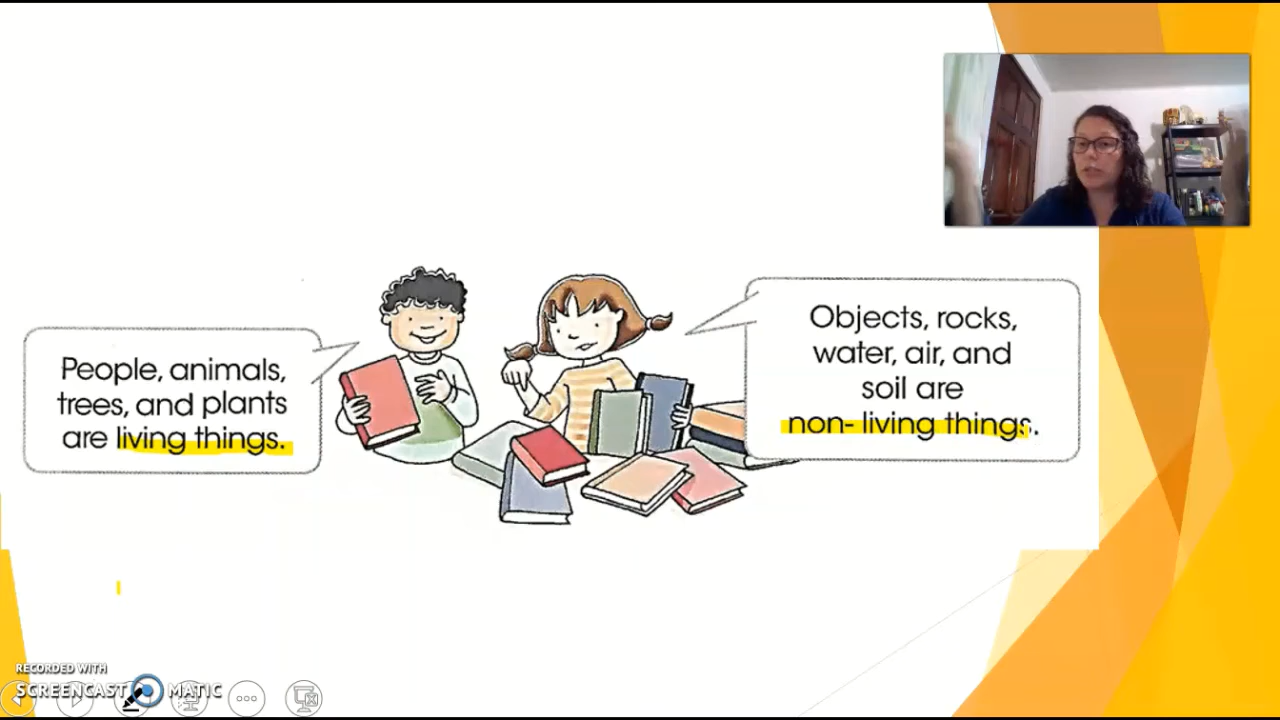 People, animals,
trees, and plants
are living things.
Objects, rocks,
water, air, and
soil are
non- living things.
RECORDED WITH
SCREENCAST MATIC